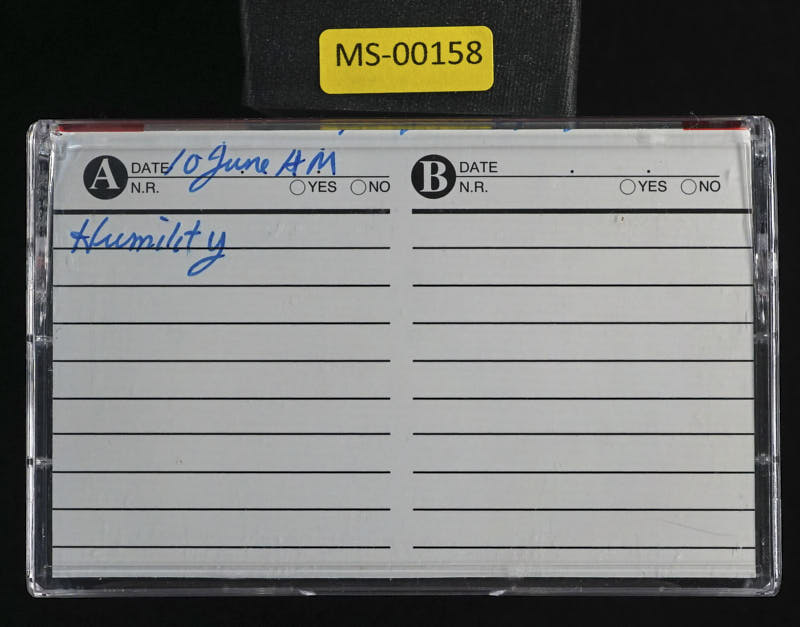 MS-00158
A DATE 10 June AM
N.R. YES NO
Humility
B DATE
N.R. YES NO